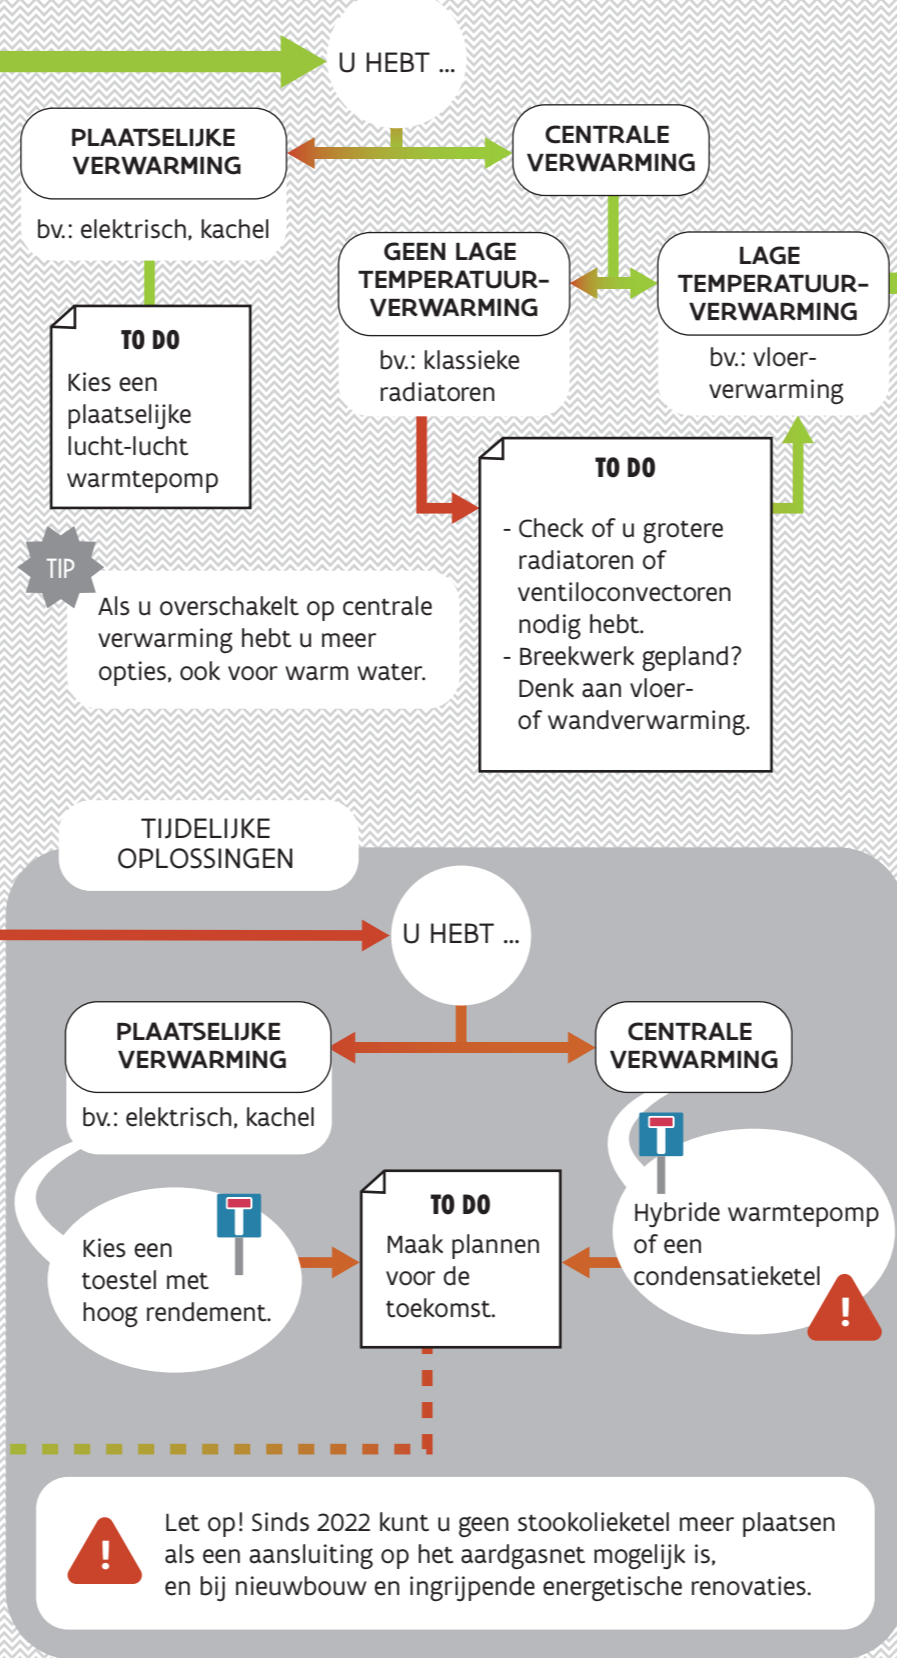 U HEBT ...
PLAATSELIJKE
VERWARMING
bv.: elektrisch, kachel
CENTRALE
VERWARMING
GEEN LAGE
TEMPERATUUR-
VERWARMING
bv.: klassieke
radiatoren
LAGE
TEMPERATUUR-
VERWARMING
bv.: vloer-
verwarming
TO DO
Kies een
plaatselijke
lucht-lucht
warmtepomp
TO DO
- Check of u grotere
radiatoren of
ventiloconvectoren
nodig hebt.
- Breekwerk gepland?
Denk aan vloer-
of wandverwarming.
TIP
Als u overschakelt op centrale
verwarming hebt u meer
opties, ook voor warm water.
TIJDELIJKE
OPLOSSINGEN
U HEBT ...
PLAATSELIJKE
VERWARMING
bv.: elektrisch, kachel
CENTRALE
VERWARMING
Kies een
toestel met
hoog rendement.
TO DO
Maak plannen
voor de
toekomst.
Hybride warmtepomp
of een
condensatieketel
!
!
Let op! Sinds 2022 kunt u geen stookolieketel meer plaatsen
als een aansluiting op het aardgasnet mogelijk is,
en bij nieuwbouw en ingrijpende energetische renovaties.